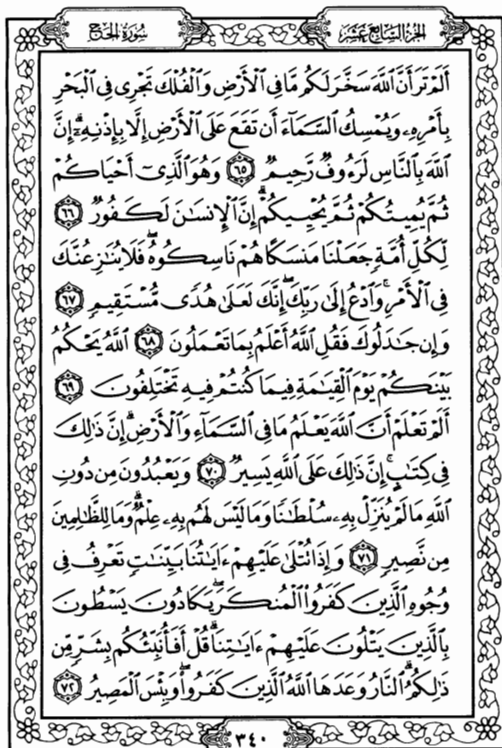 الجزء السابع عشر
سورة الحج
أَلَمْ تَرَ أَنَّ ٱللَّهَ سَخَّرَ لَكُم مَّا فِى ٱلْأَرْضِ وَٱلْفُلْكَ تَجْرِى فِى ٱلْبَحْرِ
بِأَمْرِهِۦ وَيُمْسِكُ ٱلسَّمَآءَ أَن تَقَعَ عَلَى ٱلْأَرْضِ إِلَّا بِإِذْنِهِۦٓ ۗ إِنَّ
ٱللَّهَ بِٱلنَّاسِ لَرَءُوفٌ رَّحِيمٌ ٦٥ وَهُوَ ٱلَّذِىٓ أَحْيَاكُمْ
ثُمَّ يُمِيتُكُمْ ثُمَّ يُحْيِيكُمْ ۗ إِنَّ ٱلْإِنسَٰنَ لَكَفُورٌ ٦٦
لِّكُلِّ أُمَّةٍ جَعَلْنَا مَنسَكًا هُمْ نَاسِكُوهُ ۖ فَلَا يُنَٰزِعُنَّكَ
فِى ٱلْأَمْرِ ۚ وَٱدْعُ إِلَىٰ رَبِّكَ ۖ إِنَّكَ لَعَلَىٰ هُدًى مُّسْتَقِيمٍ ٦٧
وَإِن جَٰدَلُوكَ فَقُلِ ٱللَّهُ أَعْلَمُ بِمَا تَعْمَلُونَ ٦٨ ٱللَّهُ يَحْكُمُ
بَيْنَكُمْ يَوْمَ ٱلْقِيَٰمَةِ فِيمَا كُنتُمْ فِيهِ تَخْتَلِفُونَ ٦٩
أَلَمْ تَعْلَمْ أَنَّ ٱللَّهَ يَعْلَمُ مَا فِى ٱلسَّمَآءِ وَٱلْأَرْضِ ۗ إِنَّ ذَٰلِكَ
فِى كِتَٰبٍ ۚ إِنَّ ذَٰلِكَ عَلَى ٱللَّهِ يَسِيرٌ ٧٠ وَيَعْبُدُونَ مِن دُونِ
ٱللَّهِ مَا لَمْ يُنَزِّلْ بِهِۦ سُلْطَٰنًا وَمَا لَيْسَ لَهُم بِهِۦ عِلْمٌ ۗ وَمَا لِلظَّٰلِمِينَ
مِن نَّصِيرٍ ٧١ وَإِذَا تُتْلَىٰ عَلَيْهِمْ ءَايَٰتُنَا بَيِّنَٰتٍ تَعْرِفُ فِى
وُجُوهِ ٱلَّذِينَ كَفَرُوا۟ ٱلْمُنكَرَ ۖ يَكَادُونَ يَسْطُونَ
بِٱلَّذِينَ يَتْلُونَ عَلَيْهِمْ ءَايَٰتِنَا ۗ قُلْ أَفَأُنَبِّئُكُم بِشَرٍّ مِّن
ذَٰلِكُمُ ۗ ٱلنَّارُ وَعَدَهَا ٱللَّهُ ٱلَّذِينَ كَفَرُوا۟ ۖ وَبِئْسَ ٱلْمَصِيرُ ٧٢
٣٤٠